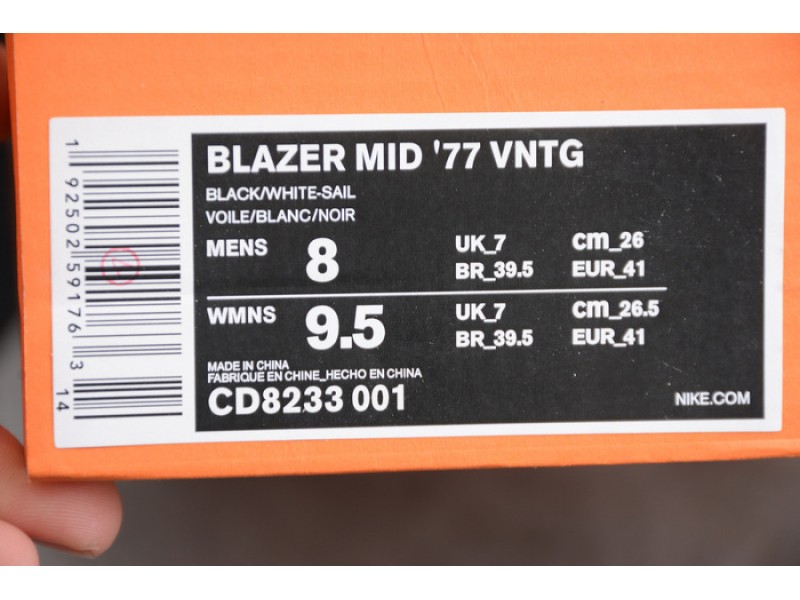 BLAZER MID '77 VNTG
BLACK/WHITE-SAIL
VOILE/BLANC/NOIR
MENS 8 UK_7 cm_26
BR_39.5 EUR_41
WMNS 9.5 UK_7 cm_26.5
BR_39.5 EUR_41
MADE IN CHINA
FABRIQUE EN CHINE_HECHO EN CHINA
CD8233 001
NIKE.COM
1 92502 59176 3 14